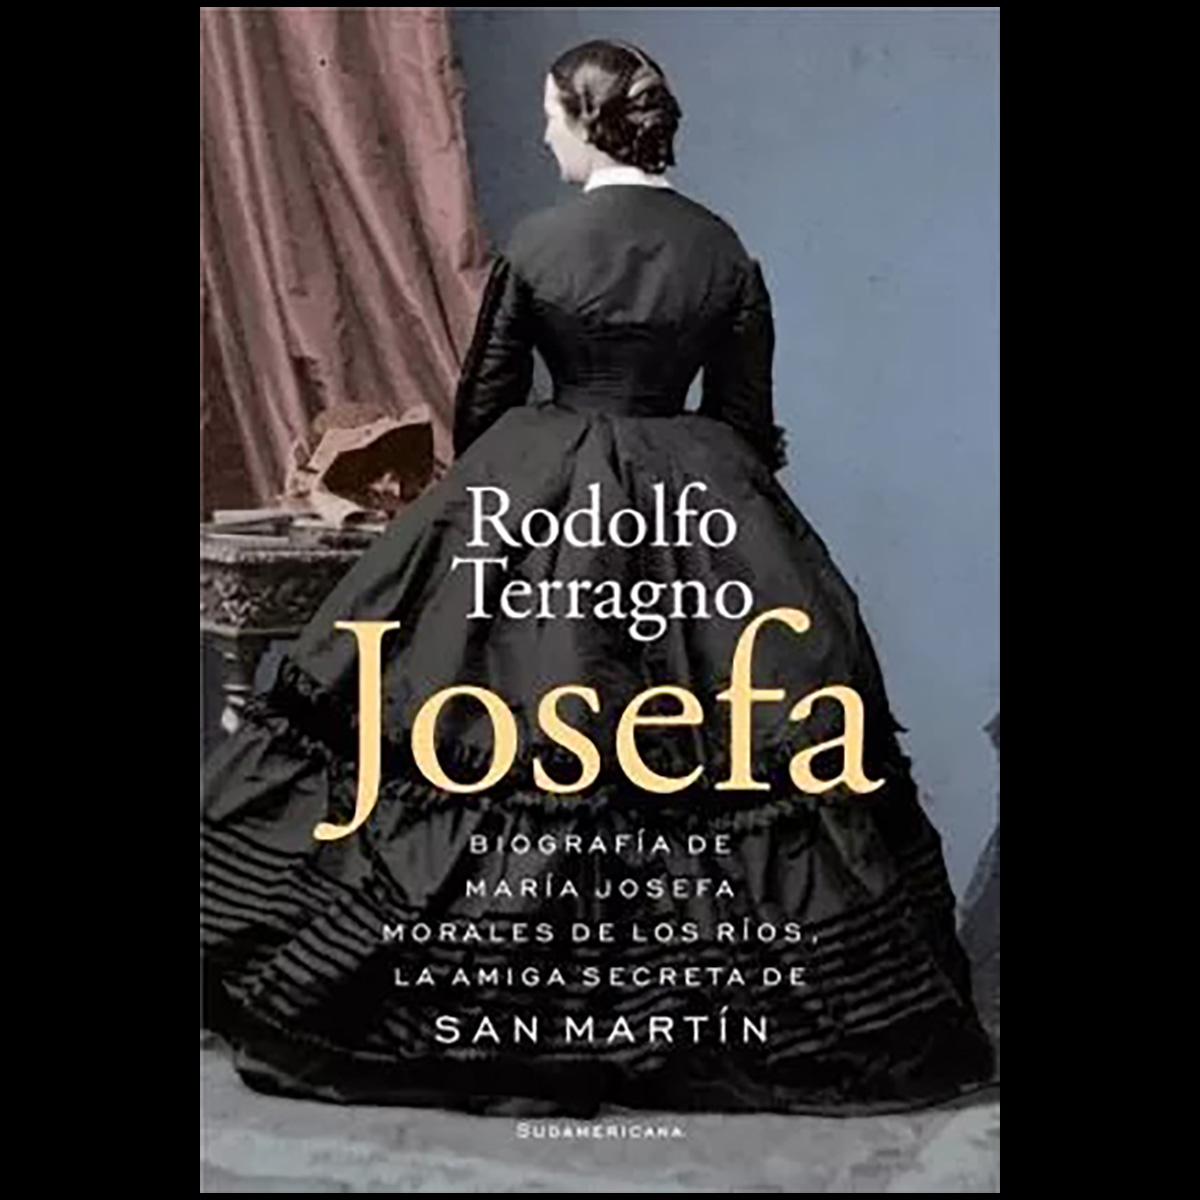 Rodolfo
Terragno
Josefa
BIOGRAFÍA DE
MARÍA JOSEFA
MORALES DE LOS RÍOS,
LA AMIGA SECRETA DE
SAN MARTÍN
SUDAMERICANA